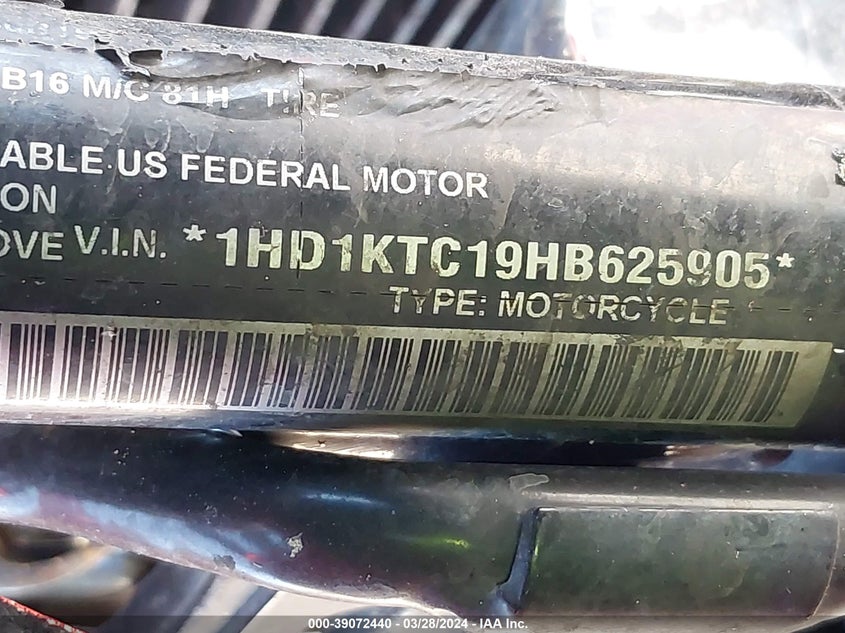 B16 M/C 81H TIRE
ABLE US FEDERAL MOTOR
ON
OVE V.I.N. *1HD1KTC19HB625905*
TYPE: MOTORCYCLE
000-39072440 - 03/28/2024 - IAA Inc.